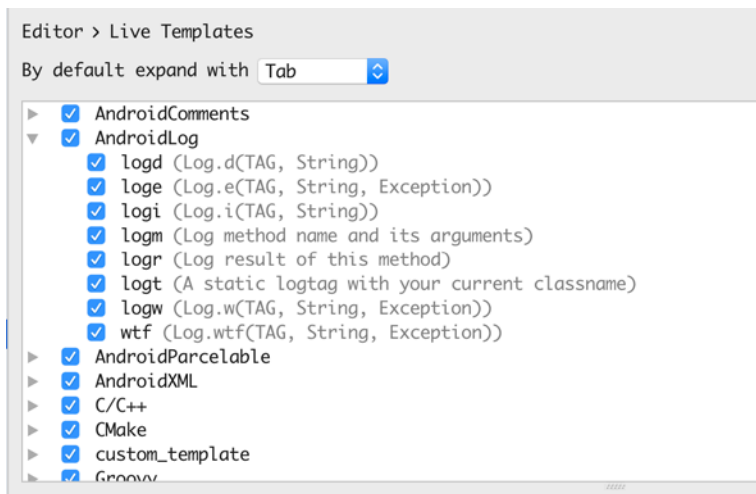 Editor > Live Templates
By default expand with Tab
AndroidComments
AndroidLog
logd (Log.d(TAG, String))
loge (Log.e(TAG, String, Exception))
logi (Log.i(TAG, String))
logm (Log method name and its arguments)
logr (Log result of this method)
logt (A static logtag with your current classname)
logw (Log.w(TAG, String, Exception))
wtf (Log.wtf(TAG, String, Exception))
AndroidParcelable
AndroidXML
C/C++
CMake
custom_template
Groovy